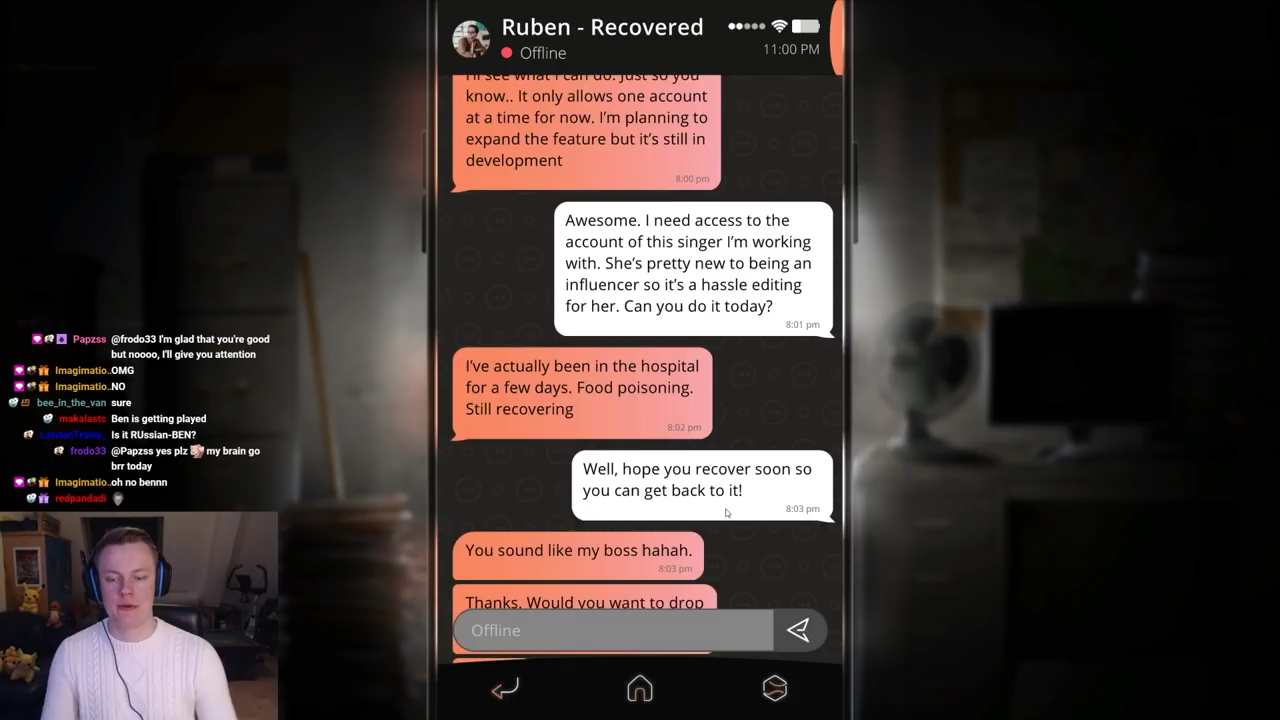 Ruben - Recovered
Offline
11:00 PM
I'll see what I can do. Just so you
know.. It only allows one account
at a time for now. I'm planning to
expand the feature but it's still in
development
8:00 pm
Awesome. I need access to the
account of this singer I'm working
with. She's pretty new to being an
influencer so it's a hassle editing
for her. Can you do it today?
8:01 pm
I've actually been in the hospital
for a few days. Food poisoning.
Still recovering
8:02 pm
Well, hope you recover soon so
you can get back to it!
8:03 pm
You sound like my boss hahah.
8:03 pm
Thanks. Would you want to drop
Offline
Papzss @frodo33 I'm glad that you're good
but noooo, I'll give you attention
Imaginatio.. OMG
Imaginatio.. NO
bee_in_the_van sure
makalastc Ben is getting played
Is it RUssian-BEN?
frodo33 @Papzss yes plz my brain go
brr today
Imaginatio.. oh no bennn
redpandadi